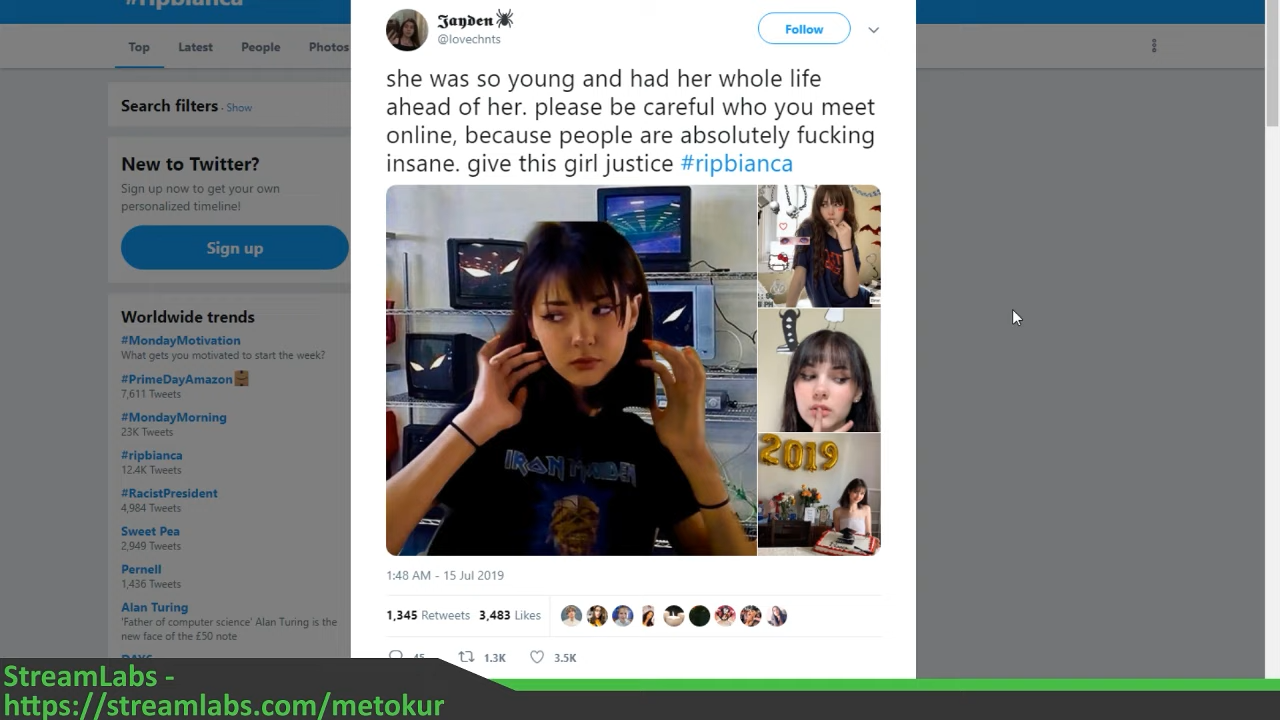 #ripbianca
Top Latest People Photos
Search filters · Show
New to Twitter?
Sign up now to get your own
personalized timeline!
Sign up
Worldwide trends
#MondayMotivation
What gets you motivated to start the week?
#PrimeDayAmazon
7,611 Tweets
#MondayMorning
23K Tweets
#ripbianca
12.4K Tweets
#RacistPresident
4,984 Tweets
Sweet Pea
2,949 Tweets
Pernell
1,436 Tweets
Alan Turing
'Father of computer science' Alan Turing is the
new face of the £50 note
Jayden
@lovechnts
Follow
she was so young and had her whole life
ahead of her. please be careful who you meet
online, because people are absolutely fucking
insane. give this girl justice #ripbianca
IRON MAIDEN
2019
1:48 AM - 15 Jul 2019
1,345 Retweets 3,483 Likes
45 1.3K 3.5K
StreamLabs -
https://streamlabs.com/metokur